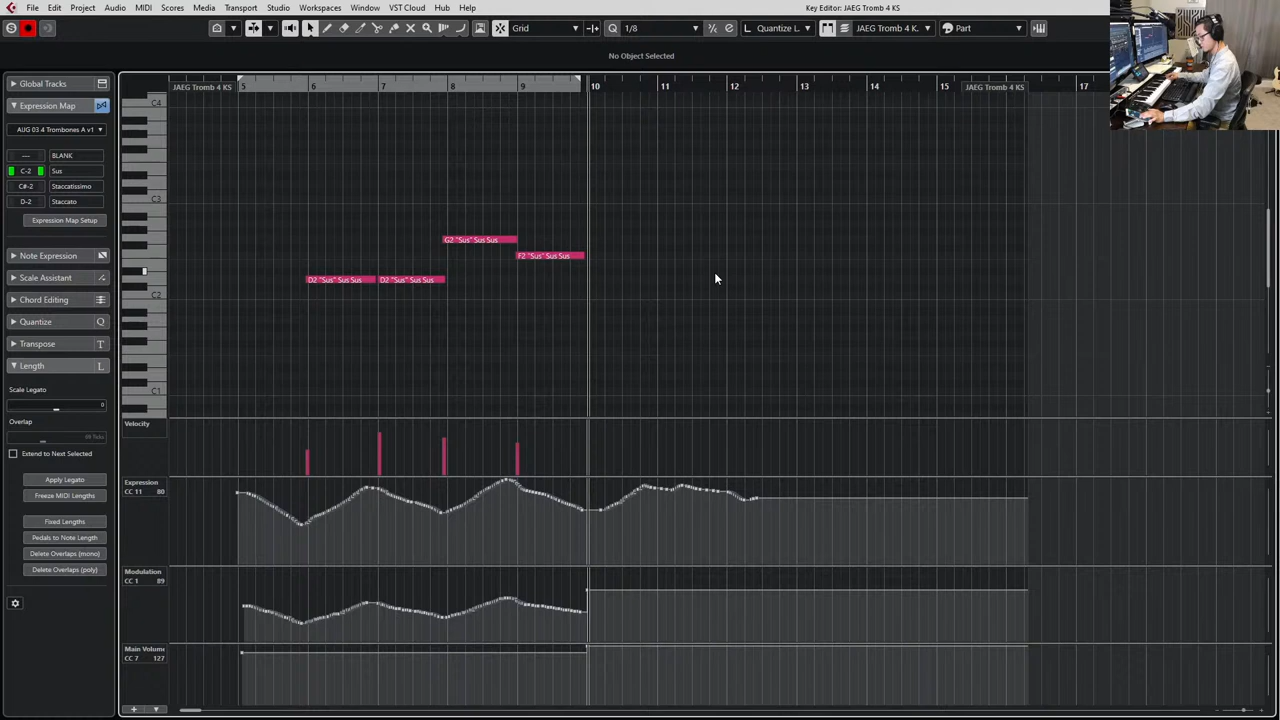 File Edit Project Audio MIDI Scores Media Transport Studio Workspaces Window VST Cloud Hub Help
Key Editor: JAEG Tromb 4 KS
Grid 1/8 Quantize L. JAEG Tromb 4 K. Part
No Object Selected
Global Tracks
JAEG Tromb 4 KS 5 6 7 8 9 10 11 12 13 14 15 JAEG Tromb 4 KS 17
Expression Map
AUG 03.4 Trombones A v1
--- BLANK
C-2 Sus
C#-2 Staccatissimo
D-2 Staccato
Expression Map Setup
Note Expression
Scale Assistant
Chord Editing
Quantize Q
Transpose T
Length L
Scale Legato
0
Overlap
Extend to Next Selected
Apply Legato
Freeze MIDI Lengths
Fixed Lengths
Pedals to Note Length
Delete Overlaps (mono)
Delete Overlaps (poly)
C4
C3
G2 "Sus" Sus Sus
F2 "Sus" Sus Sus
D2 "Sus" Sus Sus D2 "Sus" Sus Sus
C2
C1
Velocity
Expression
CC 11 80
Modulation
CC 1 89
Main Volume
CC 7 127